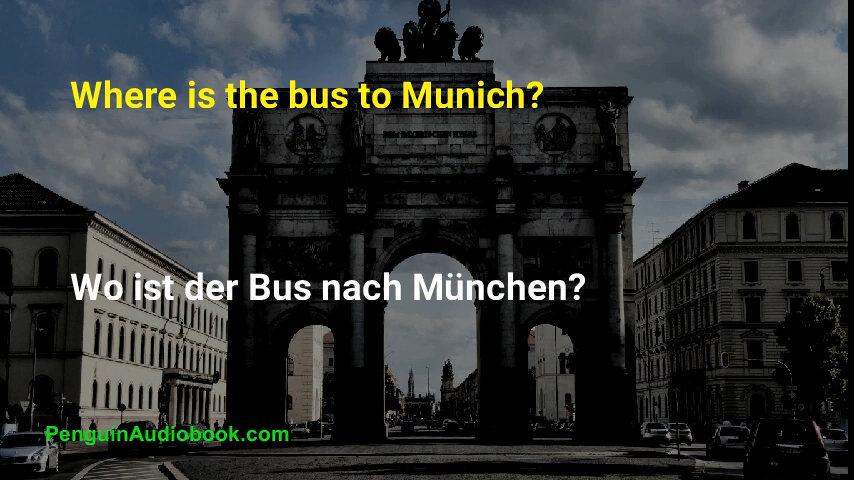 Where is the bus to Munich?
Wo ist der Bus nach München?
PenguinAudiobook.com